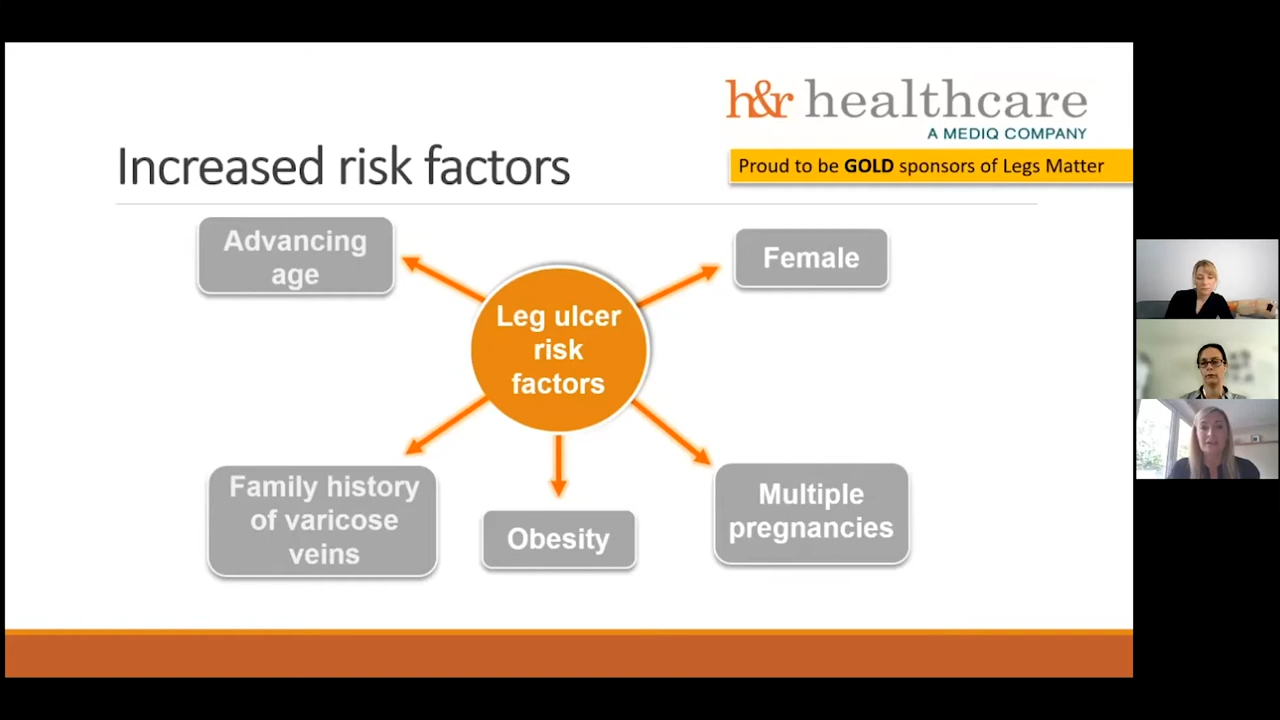 h&r healthcare
A MEDIQ COMPANY
Proud to be GOLD sponsors of Legs Matter
Increased risk factors
Advancing
age
Female
Leg ulcer
risk
factors
Family history
of varicose
veins
Obesity
Multiple
pregnancies